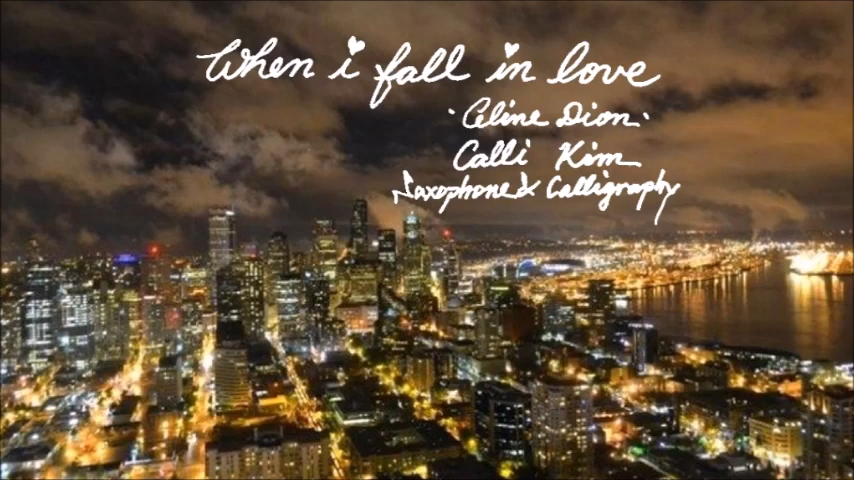 When i fall in love
· Celine Dion ·
Calli Kim
Saxophone & Calligraphy